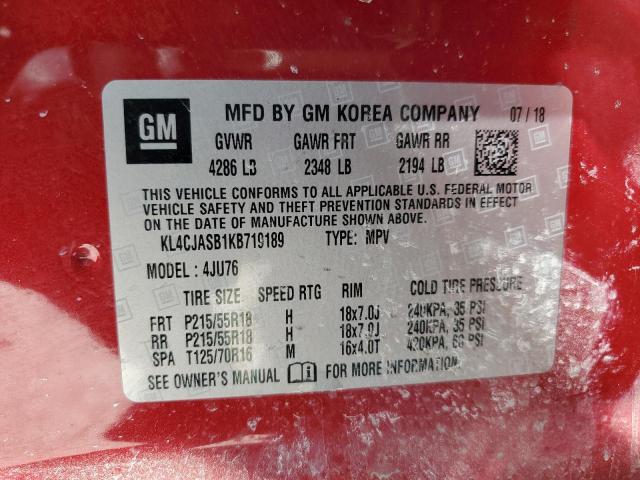 GM MFD BY GM KOREA COMPANY 07/18
GVWR GAWR FRT GAWR RR
4286 LB 2348 LB 2194 LB
THIS VEHICLE CONFORMS TO ALL APPLICABLE U.S. FEDERAL MOTOR
VEHICLE SAFETY AND THEFT PREVENTION STANDARDS IN EFFECT
ON THE DATE OF MANUFACTURE SHOWN ABOVE.
KL4CJASB1KB719189 TYPE: MPV
MODEL : 4JU76
TIRE SIZE SPEED RTG RIM COLD TIRE PRESSURE
FRT P215/55R18 H 18x7.0J 240KPA, 35 PSI
RR P215/55R18 H 18x7.0J 240KPA, 35 PSI
SPA T125/70R16 M 16x4.0T 420KPA, 60 PSI
SEE OWNER'S MANUAL FOR MORE INFORMATION.